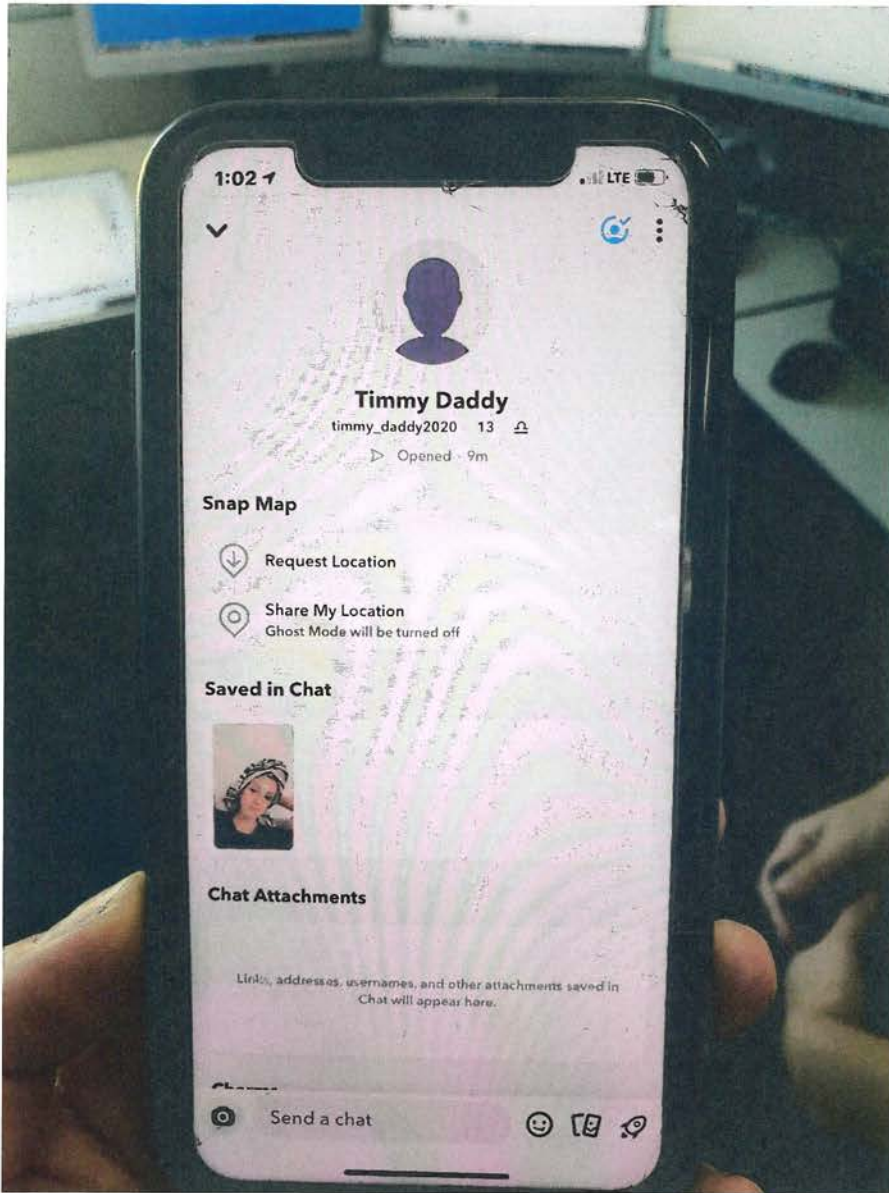 1:02 LTE
Timmy Daddy
timmy_daddy2020 13 ♎
Opened · 9m
Snap Map
Request Location
Share My Location
Ghost Mode will be turned off
Saved in Chat
Chat Attachments
Links, addresses, usernames, and other attachments saved in
Chat will appear here.
Send a chat